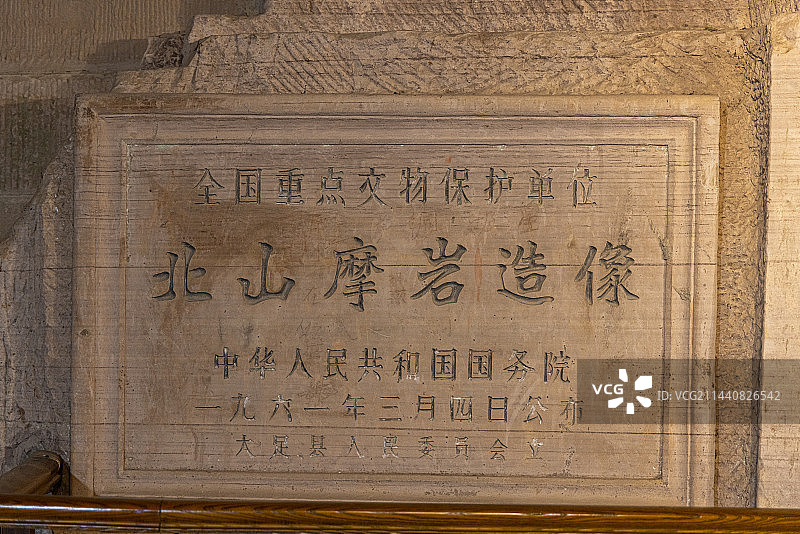 全国重点文物保护单位
北山摩岩造像
中华人民共和国国务院
一九六一年三月四日公布
大足县人民委员会立
VCG
VCG211440826542